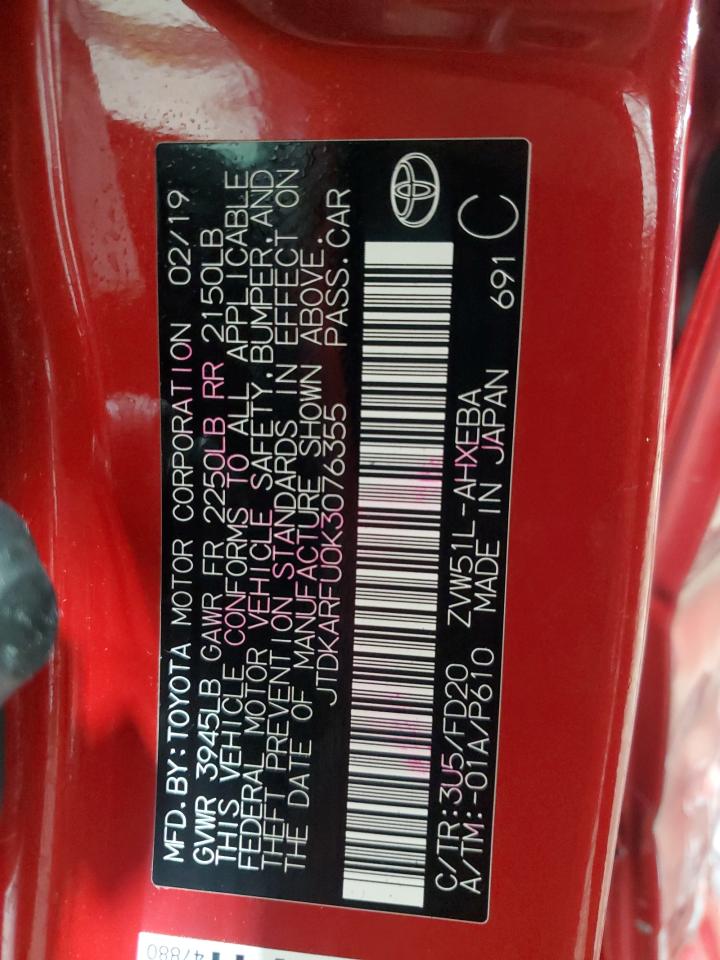 MFD.BY:TOYOTA MOTOR CORPORATION 02/19
GVWR 3945LB GAWR FR 2250LB RR 2150LB
THIS VEHICLE CONFORMS TO ALL APPLICABLE
FEDERAL MOTOR VEHICLE SAFETY,BUMPER,AND
THEFT PREVENTION STANDARDS IN EFFECT ON
THE DATE OF MANUFACTURE SHOWN ABOVE.
JTDKARFU0K3076355 PASS.CAR
C/TR:3U5/FD20 ZVW51L-AHXEBA
A/TM:-01A/P610 MADE IN JAPAN 691 C
47880